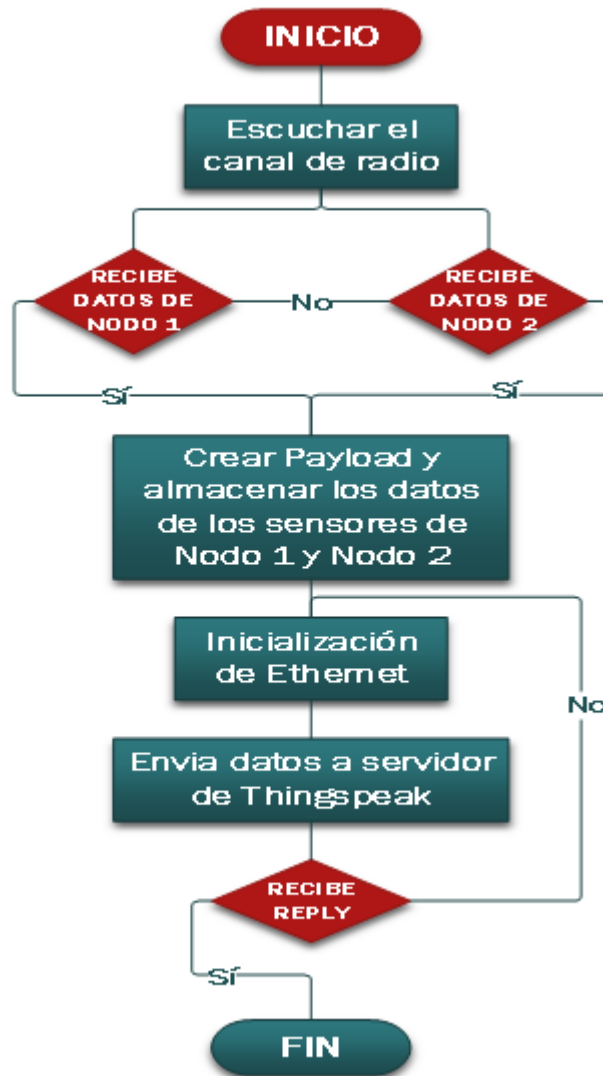 INICIO
Escuchar el
canal de radio
RECIBE
DATOS DE
NODO 1
No
RECIBE
DATOS DE
NODO 2
Sí
Sí
Crear Payload y
almacenar los datos
de los sensores de
Nodo 1 y Nodo 2
Inicialización
de Ethernet
No
Envia datos a servidor
de Thingspeak
RECIBE
REPLY
Sí
FIN